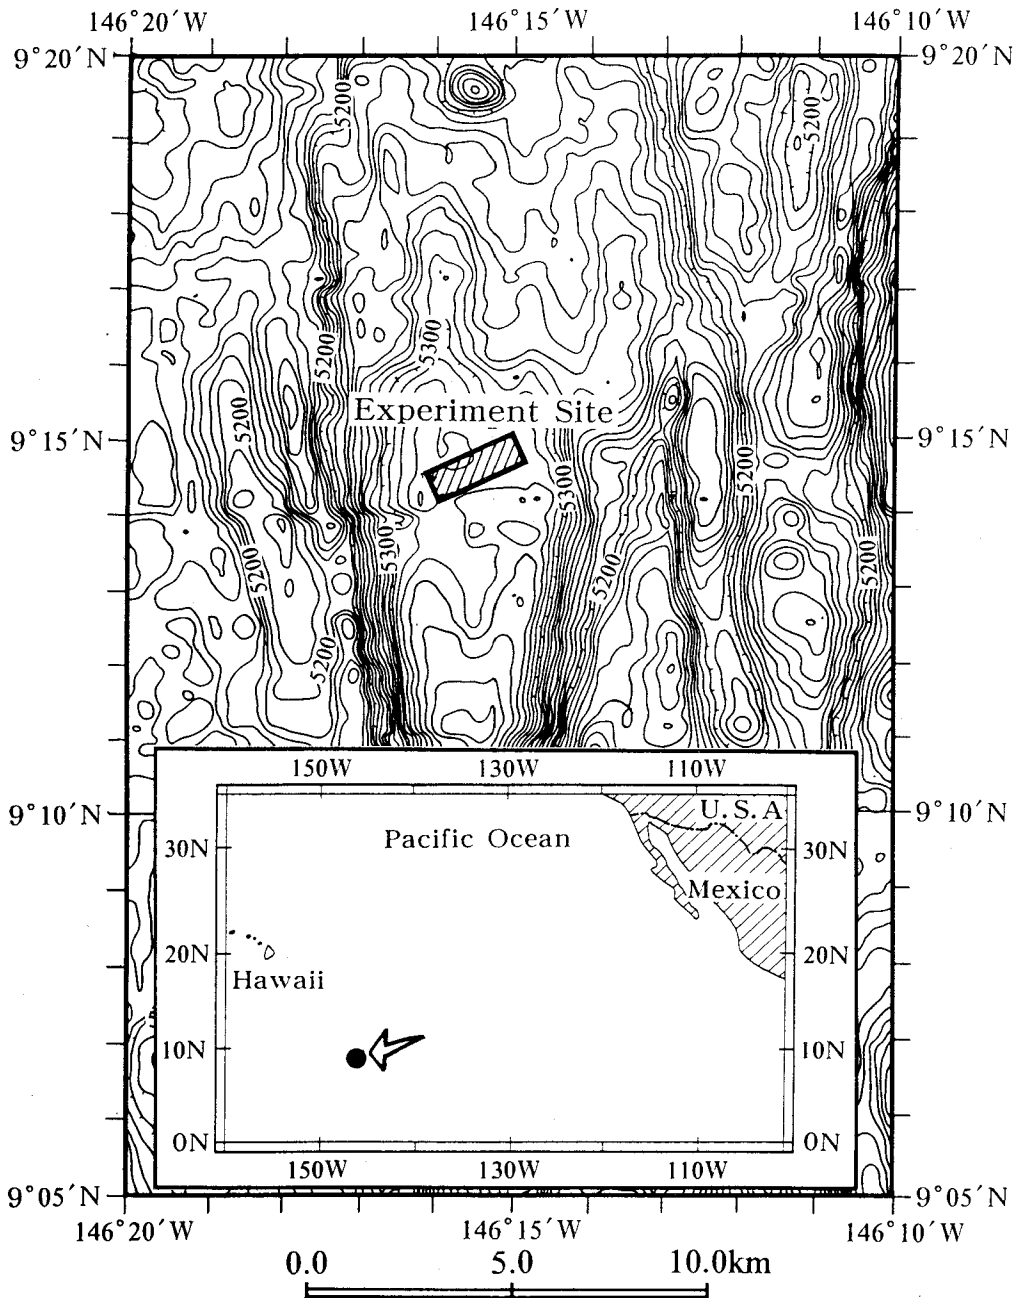 146°20′W 146°15′W 146°10′W
9°20′N 9°20′N
5200
5200
5200
5300
5200
Experiment Site
9°15′N 9°15′N
5300
5200
5300
5200
5200
5200
5200
150W 130W 110W
U.S.A
Pacific Ocean
30N 30N
Mexico
20N 20N
Hawaii
10N 10N
0N 0N
150W 130W 110W
9°10′N 9°10′N
9°05′N 9°05′N
146°20′W 146°15′W 146°10′W
0.0 5.0 10.0km